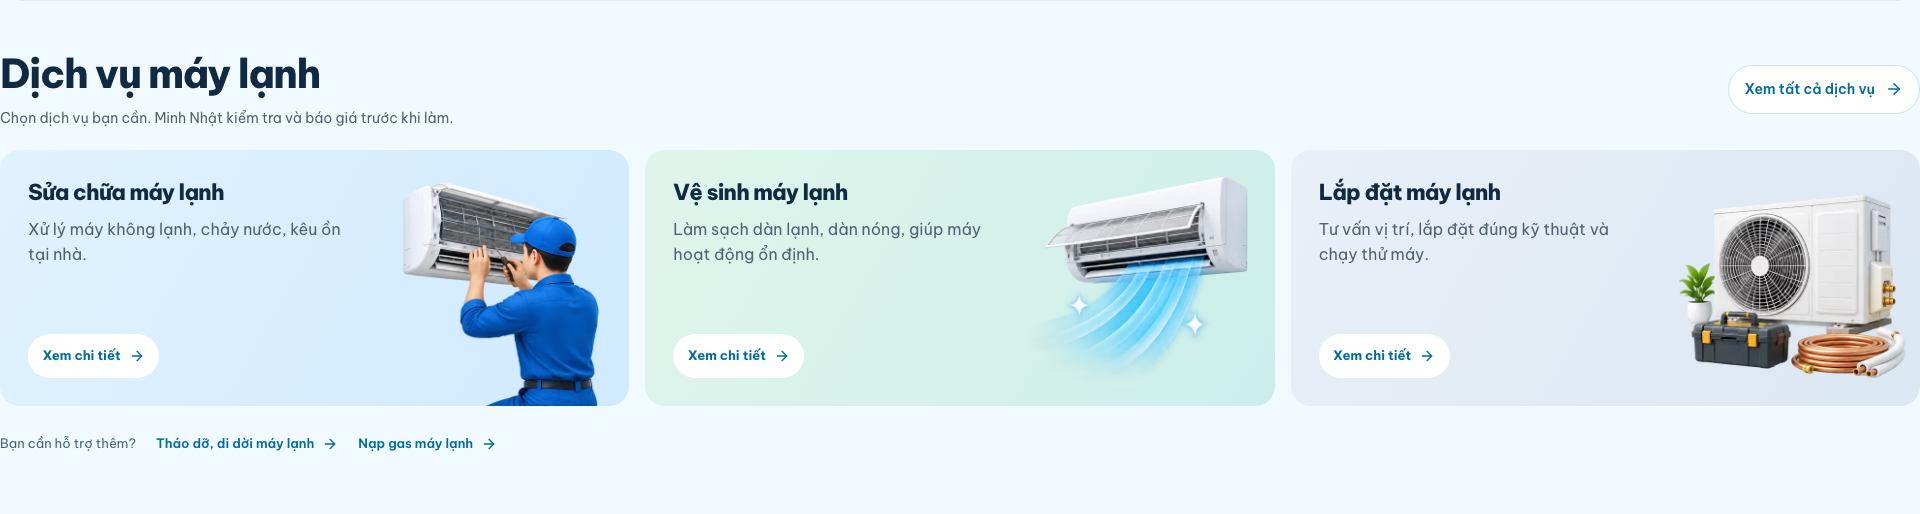 Dịch vụ máy lạnh
Chọn dịch vụ bạn cần. Minh Nhật kiểm tra và báo giá trước khi làm.
Xem tất cả dịch vụ
Sửa chữa máy lạnh
Xử lý máy không lạnh, chảy nước, kêu ồn
tại nhà.
Xem chi tiết
Vệ sinh máy lạnh
Làm sạch dàn lạnh, dàn nóng, giúp máy
hoạt động ổn định.
Xem chi tiết
Lắp đặt máy lạnh
Tư vấn vị trí, lắp đặt đúng kỹ thuật và
chạy thử máy.
Xem chi tiết
Bạn cần hỗ trợ thêm? Tháo dỡ, di dời máy lạnh Nạp gas máy lạnh